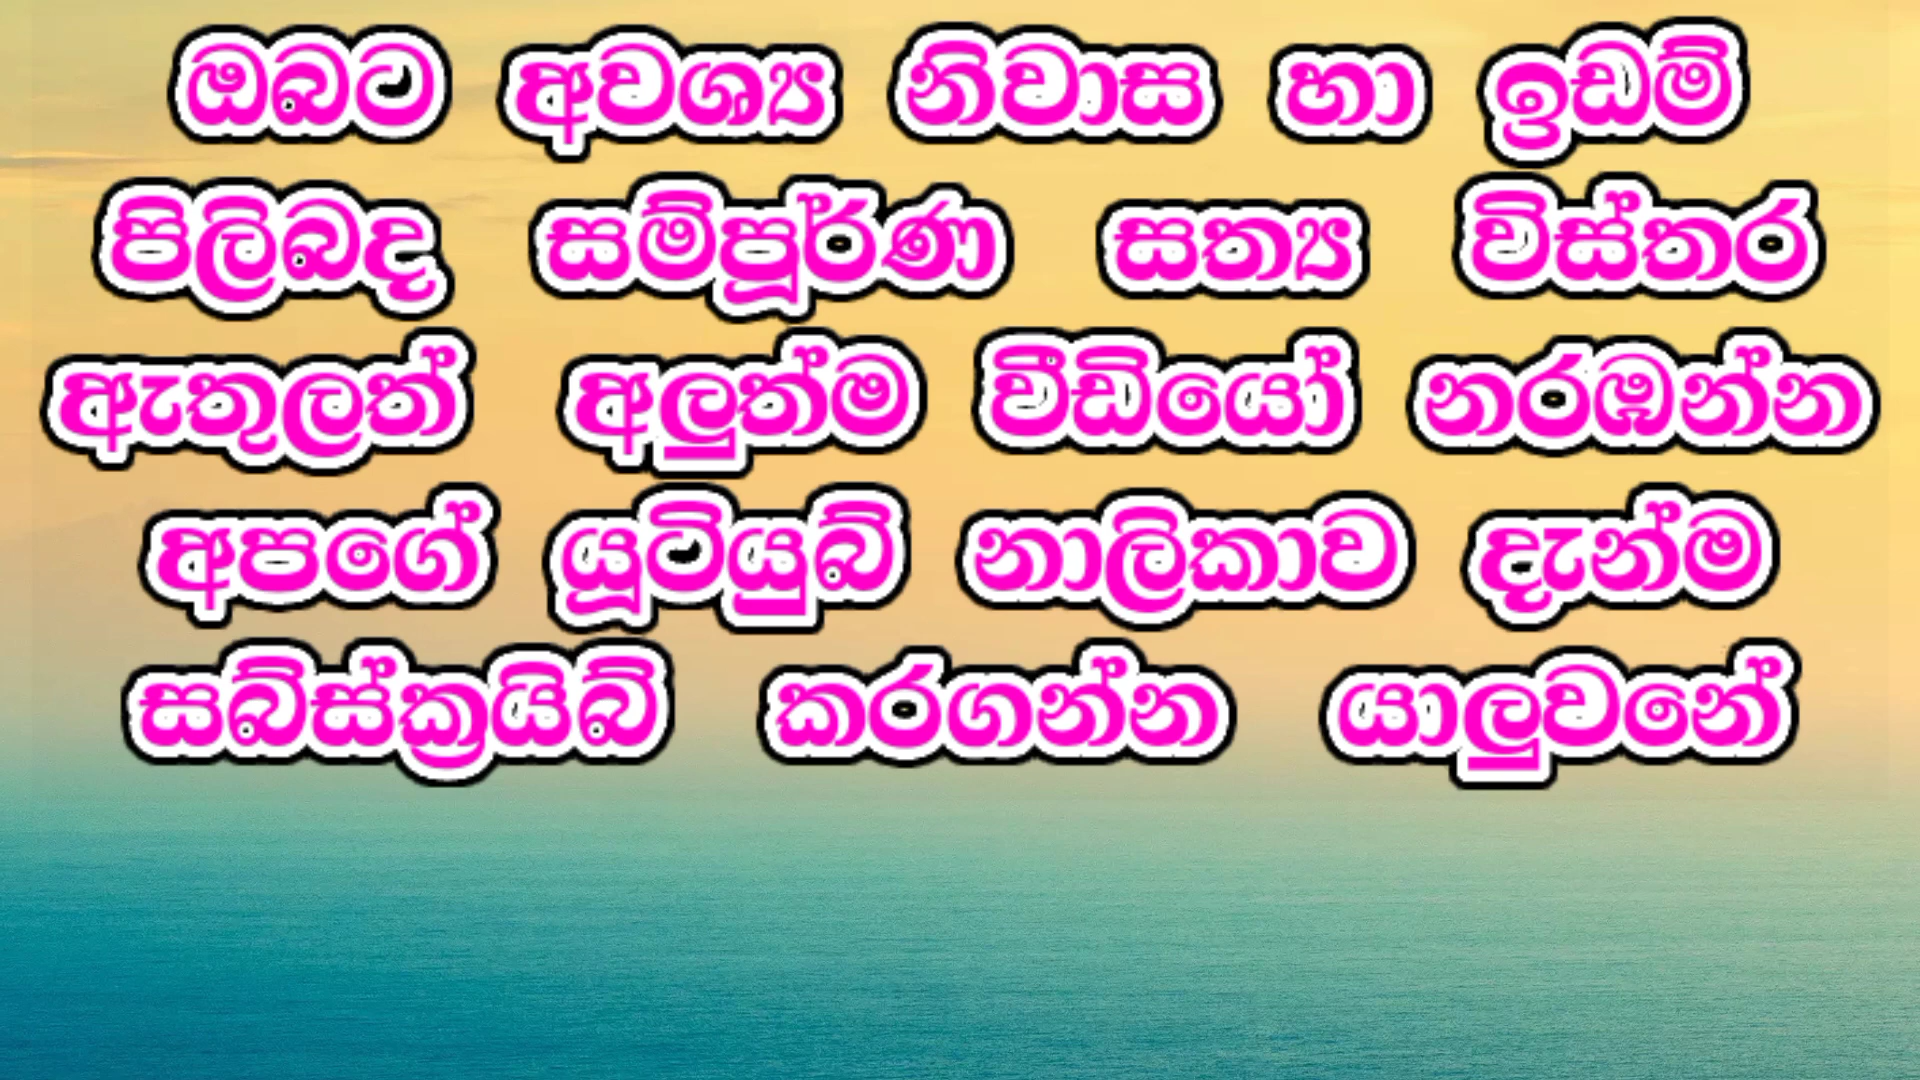 ඔබට අවශ්‍ය නිවාස හා ඉඩම්
පිලිබද සම්පූර්ණ සත්‍ය විස්තර
ඇතුලත් අලුත්ම වීඩියෝ නරඹන්න
අපගේ යූටියුබ් නාලිකාව දැන්ම
සබ්ස්ක්‍රයිබ් කරගන්න යාලුවනේ